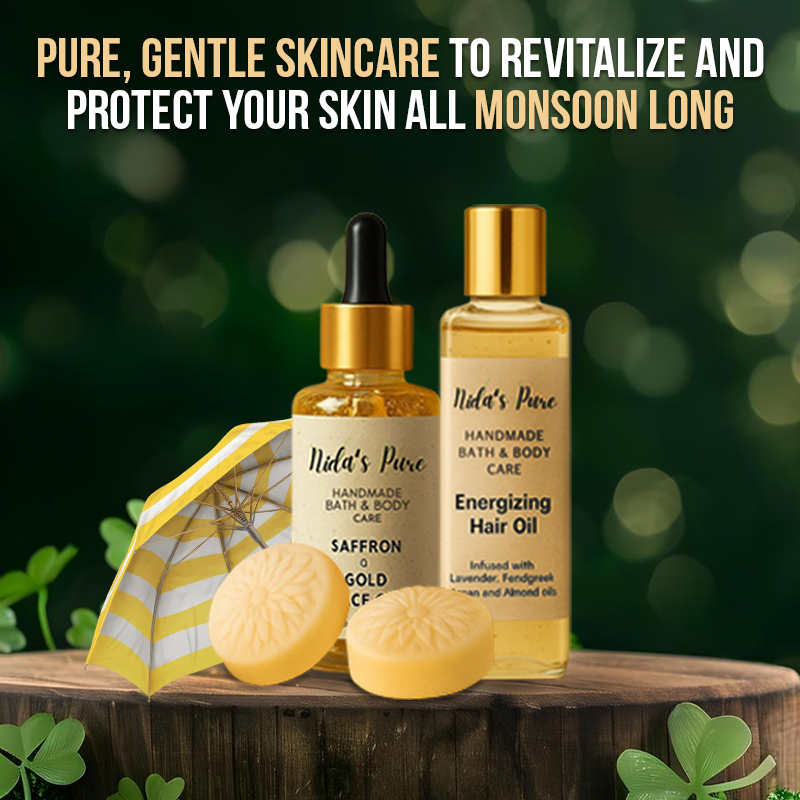 PURE, GENTLE SKINCARE TO REVITALIZE AND
PROTECT YOUR SKIN ALL MONSOON LONG
Nida's Pure
HANDMADE
BATH & BODY
CARE
SAFFRON
GOLD
Nida's Pure
HANDMADE
BATH & BODY
CARE
Energizing
Hair Oil
Infused with
Lavender, Fendgreek
and Almond oils